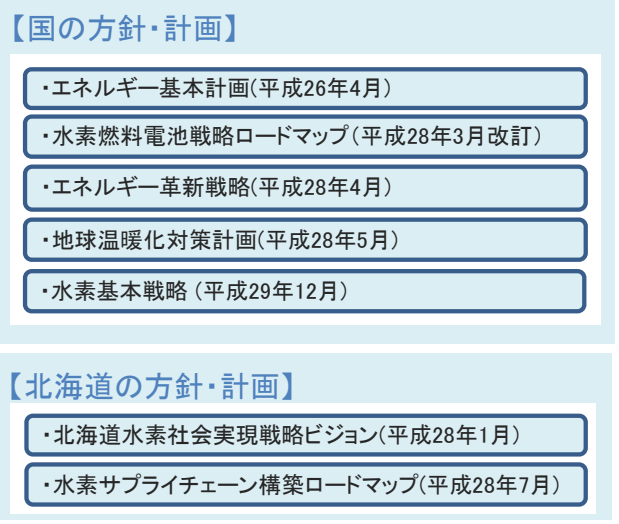 【国の方針・計画】
・エネルギー基本計画(平成26年4月)
・水素燃料電池戦略ロードマップ(平成28年3月改訂)
・エネルギー革新戦略(平成28年4月)
・地球温暖化対策計画(平成28年5月)
・水素基本戦略 (平成29年12月)
【北海道の方針・計画】
・北海道水素社会実現戦略ビジョン(平成28年1月)
・水素サプライチェーン構築ロードマップ(平成28年7月)